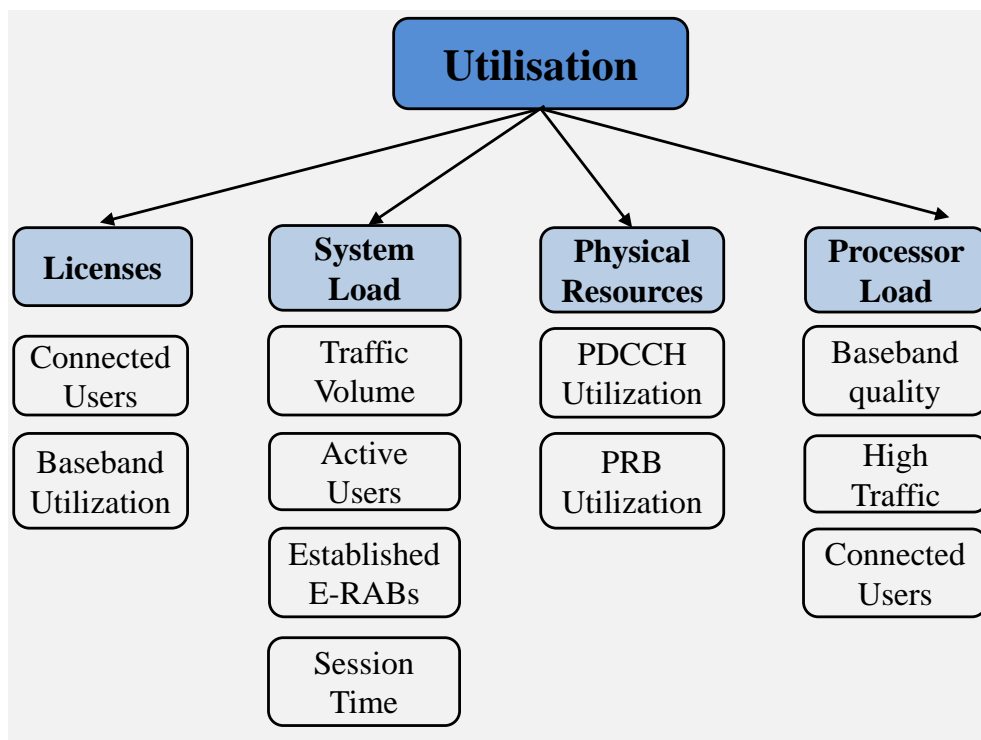 Utilisation
Licenses
Connected
Users
Baseband
Utilization
System
Load
Traffic
Volume
Active
Users
Established
E-RABs
Session
Time
Physical
Resources
PDCCH
Utilization
PRB
Utilization
Processor
Load
Baseband
quality
High
Traffic
Connected
Users